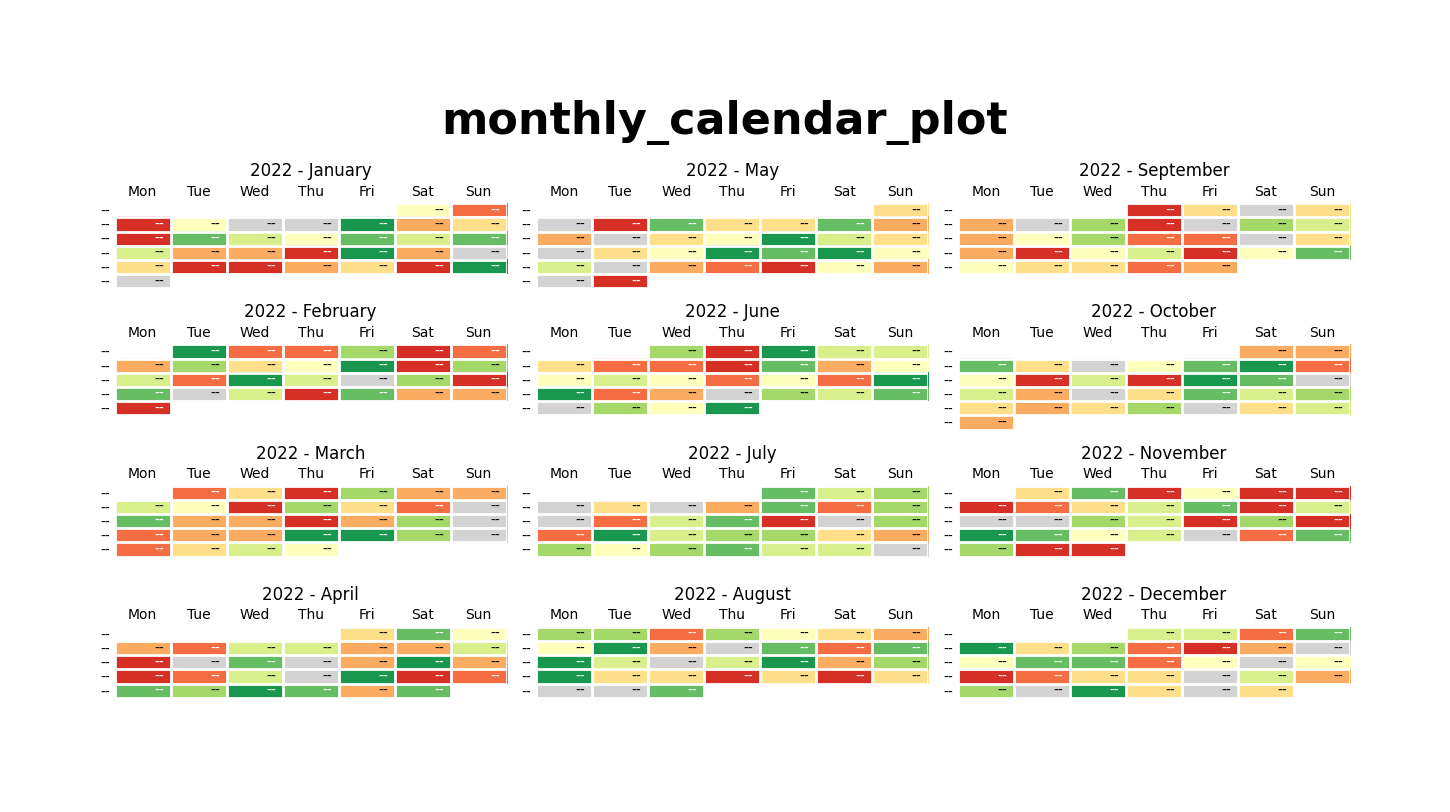 monthly_calendar_plot
2022 - January
Mon Tue Wed Thu Fri Sat Sun
-- -- --
-- -- -- -- -- -- -- --
-- -- -- -- -- -- -- --
-- -- -- -- -- -- -- --
-- -- -- -- -- -- -- --
-- --
2022 - February
Mon Tue Wed Thu Fri Sat Sun
-- -- -- -- -- -- --
-- -- -- -- -- -- -- --
-- -- -- -- -- -- -- --
-- -- -- -- -- -- -- --
-- --
2022 - March
Mon Tue Wed Thu Fri Sat Sun
-- -- -- -- -- -- --
-- -- -- -- -- -- -- --
-- -- -- -- -- -- -- --
-- -- -- -- -- -- -- --
-- -- -- -- --
2022 - April
Mon Tue Wed Thu Fri Sat Sun
-- -- -- --
-- -- -- -- -- -- -- --
-- -- -- -- -- -- -- --
-- -- -- -- -- -- -- --
-- -- -- -- -- -- --
2022 - May
Mon Tue Wed Thu Fri Sat Sun
-- --
-- -- -- -- -- -- -- --
-- -- -- -- -- -- -- --
-- -- -- -- -- -- -- --
-- -- -- -- -- -- -- --
-- -- --
2022 - June
Mon Tue Wed Thu Fri Sat Sun
-- -- -- -- -- --
-- -- -- -- -- -- -- --
-- -- -- -- -- -- -- --
-- -- -- -- -- -- -- --
-- -- -- -- --
2022 - July
Mon Tue Wed Thu Fri Sat Sun
-- -- -- --
-- -- -- -- -- -- -- --
-- -- -- -- -- -- -- --
-- -- -- -- -- -- -- --
-- -- -- -- -- -- -- --
2022 - August
Mon Tue Wed Thu Fri Sat Sun
-- -- -- -- -- -- -- --
-- -- -- -- -- -- -- --
-- -- -- -- -- -- -- --
-- -- -- -- -- -- -- --
-- -- -- --
2022 - September
Mon Tue Wed Thu Fri Sat Sun
-- -- -- -- --
-- -- -- -- -- -- -- --
-- -- -- -- -- -- -- --
-- -- -- -- -- -- -- --
-- -- -- -- -- --
2022 - October
Mon Tue Wed Thu Fri Sat Sun
-- -- --
-- -- -- -- -- -- -- --
-- -- -- -- -- -- -- --
-- -- -- -- -- -- -- --
-- -- -- -- -- -- -- --
-- --
2022 - November
Mon Tue Wed Thu Fri Sat Sun
-- -- -- -- -- -- --
-- -- -- -- -- -- -- --
-- -- -- -- -- -- -- --
-- -- -- -- -- -- -- --
-- -- -- --
2022 - December
Mon Tue Wed Thu Fri Sat Sun
-- -- -- -- --
-- -- -- -- -- -- -- --
-- -- -- -- -- -- -- --
-- -- -- -- -- -- -- --
-- -- -- -- -- -- --